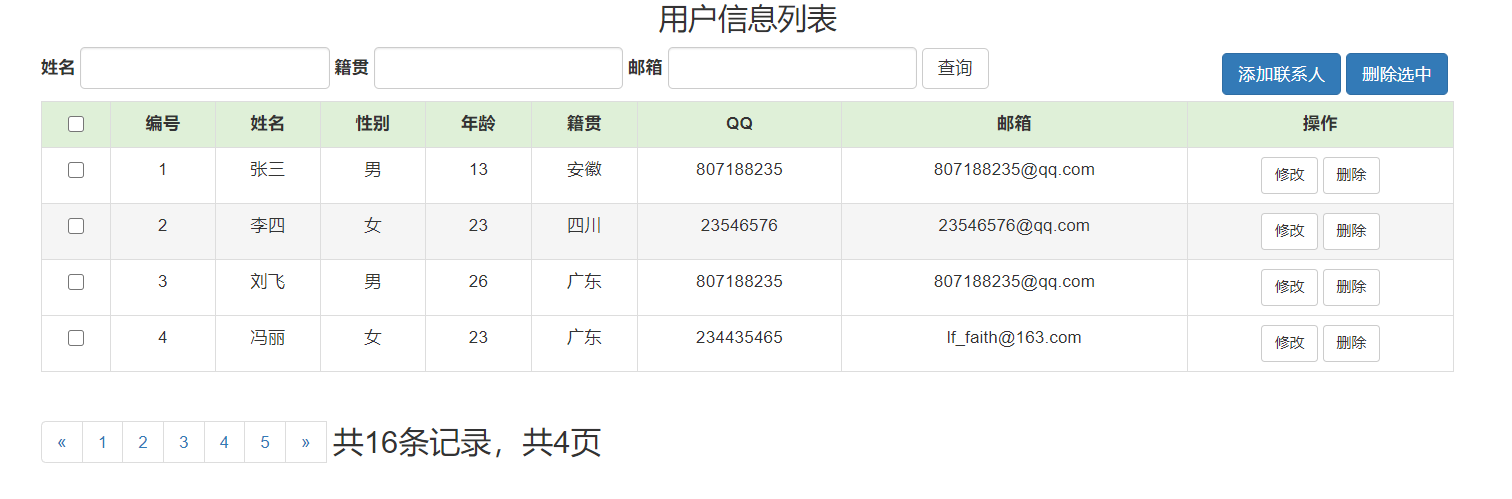 用户信息列表
姓名 籍贯 邮箱 查询 添加联系人 删除选中
编号 姓名 性别 年龄 籍贯 QQ 邮箱 操作
1 张三 男 13 安徽 807188235 807188235@qq.com 修改 删除
2 李四 女 23 四川 23546576 23546576@qq.com 修改 删除
3 刘飞 男 26 广东 807188235 807188235@qq.com 修改 删除
4 冯丽 女 23 广东 234435465 lf_faith@163.com 修改 删除
« 1 2 3 4 5 » 共16条记录，共4页